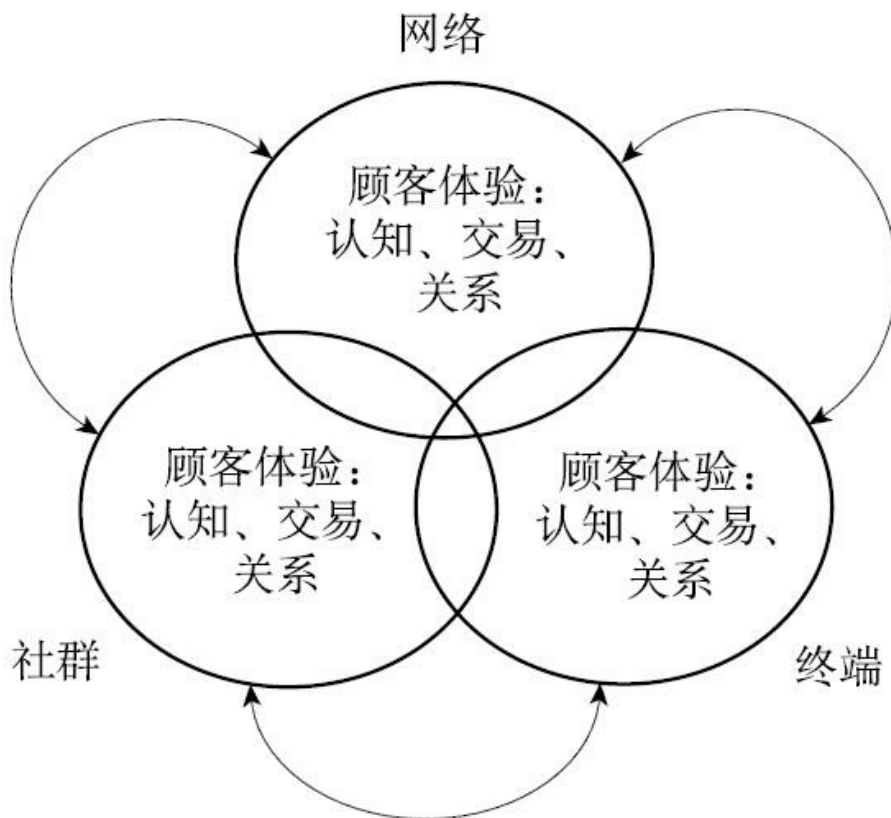 网络
顾客体验：
认知、交易、
关系
顾客体验：
认知、交易、
关系
顾客体验：
认知、交易、
关系
社群
终端